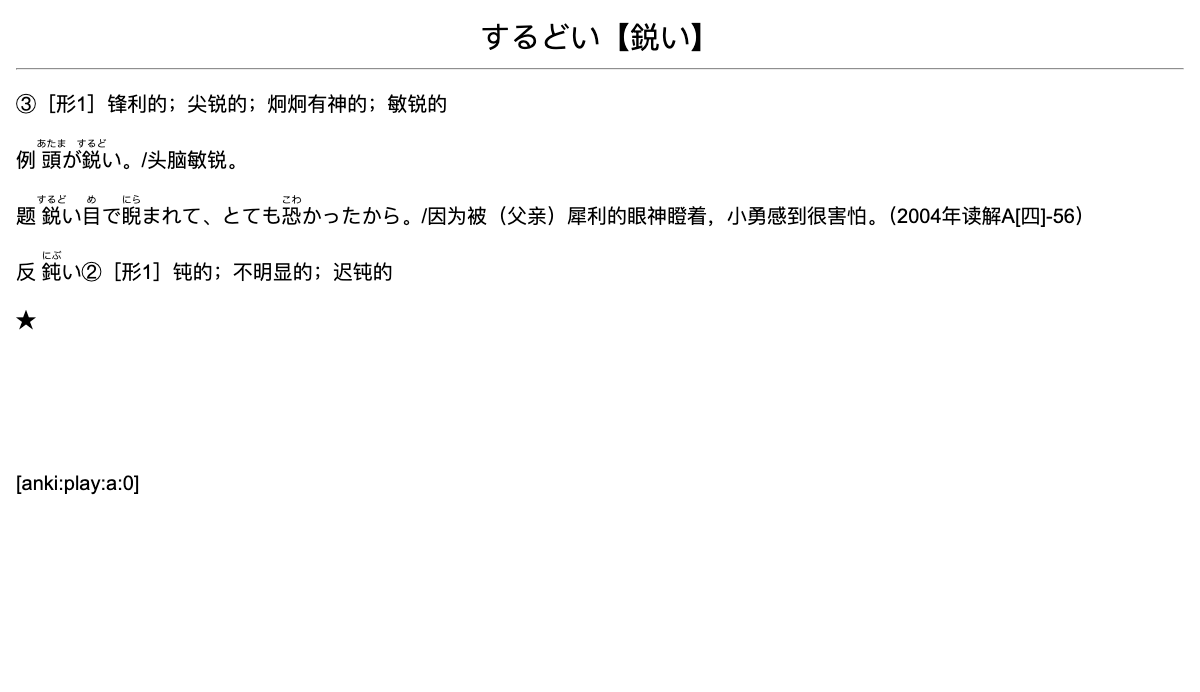 するどい【鋭い】
③［形1］锋利的；尖锐的；炯炯有神的；敏锐的
あたま するど
例 頭が鋭い。/头脑敏锐。
するど め にら こわ
题 鋭い目で睨まれて、とても恐かったから。/因为被（父亲）犀利的眼神瞪着，小勇感到很害怕。（2004年读解A[四]-56）
にぶ
反 鈍い②［形1］钝的；不明显的；迟钝的
★
[anki:play:a:0]